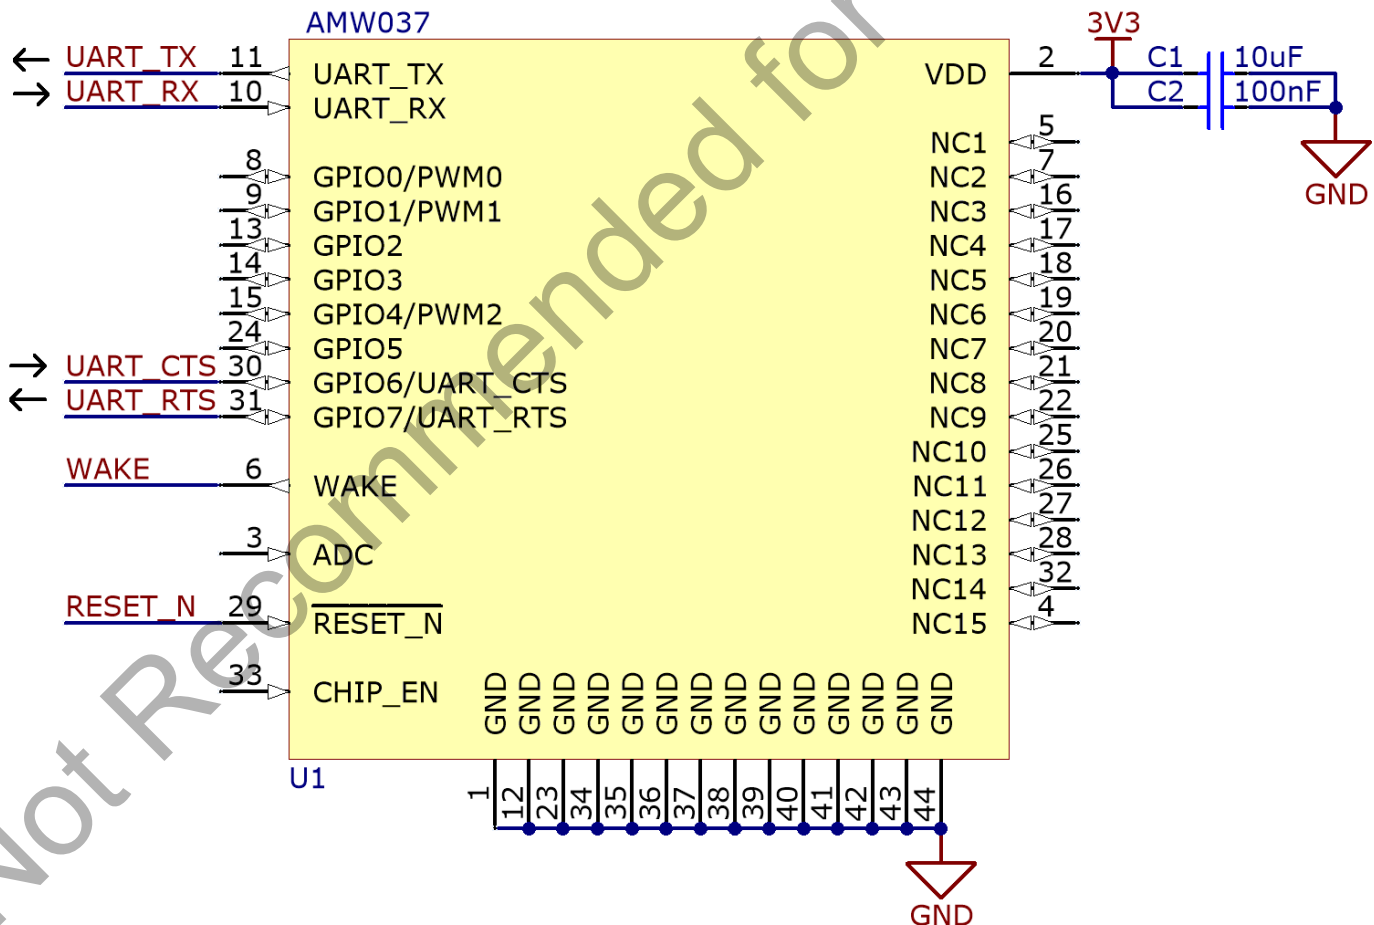 AMW037
UART_TX 11 UART_TX
UART_RX 10 UART_RX
8 GPIO0/PWM0
9 GPIO1/PWM1
13 GPIO2
14 GPIO3
15 GPIO4/PWM2
24 GPIO5
UART_CTS 30 GPIO6/UART_CTS
UART_RTS 31 GPIO7/UART_RTS
WAKE 6 WAKE
3 ADC
RESET_N 29 RESET_N
33 CHIP_EN
U1
VDD 2
3V3
C1 10uF
C2 100nF
GND
NC1 5
NC2 7
NC3 16
NC4 17
NC5 18
NC6 19
NC7 20
NC8 21
NC9 22
NC10 25
NC11 26
NC12 27
NC13 28
NC14 32
NC15 4
GND GND GND GND GND GND GND GND GND GND GND GND GND GND
1 12 23 34 35 36 37 38 39 40 41 42 43 44
GND
Not Recommended for